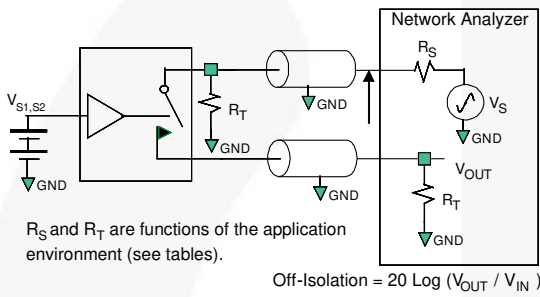 Network Analyzer
R_S
V_S1,S2
GND
V_S
R_T
GND
GND
GND
V_OUT
GND
GND
R_T
GND
R_S and R_T are functions of the application
environment (see tables).
Off-Isolation = 20 Log (V_OUT / V_IN )